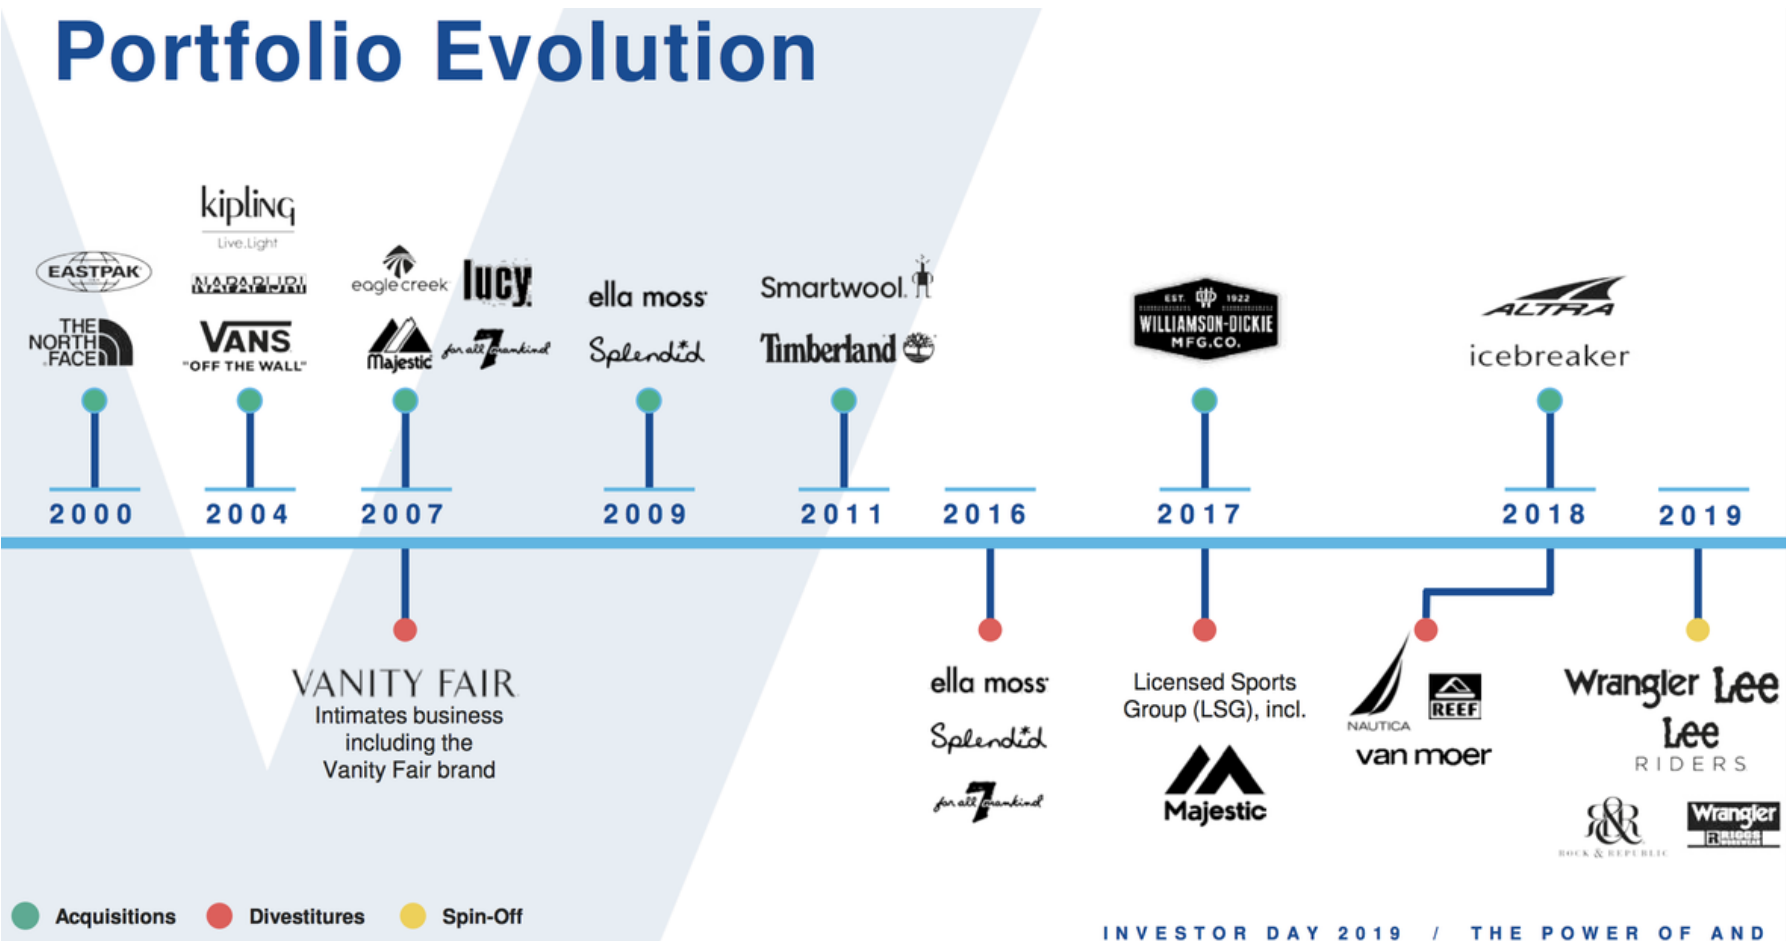 Portfolio Evolution
EASTPAK
THE
NORTH
FACE
kipling
Live.Light
NAPAPIJRI
VANS
"OFF THE WALL"
eagle creek
lucy
Majestic
for all 7 mankind
ella moss
Splendid
Smartwool.
Timberland
EST. 1922
WILLIAMSON-DICKIE
MFG.CO.
ALTRA
icebreaker
2000
2004
2007
2009
2011
2016
2017
2018
2019
VANITY FAIR
Intimates business
including the
Vanity Fair brand
ella moss
Splendid
for all 7 mankind
Licensed Sports
Group (LSG), incl.
Majestic
NAUTICA
REEF
van moer
Wrangler Lee
Lee
RIDERS
R&R
ROCK & REPUBLIC
Wrangler
RIGGS
WORKWEAR
Acquisitions
Divestitures
Spin-Off
INVESTOR DAY 2019 / THE POWER OF AND